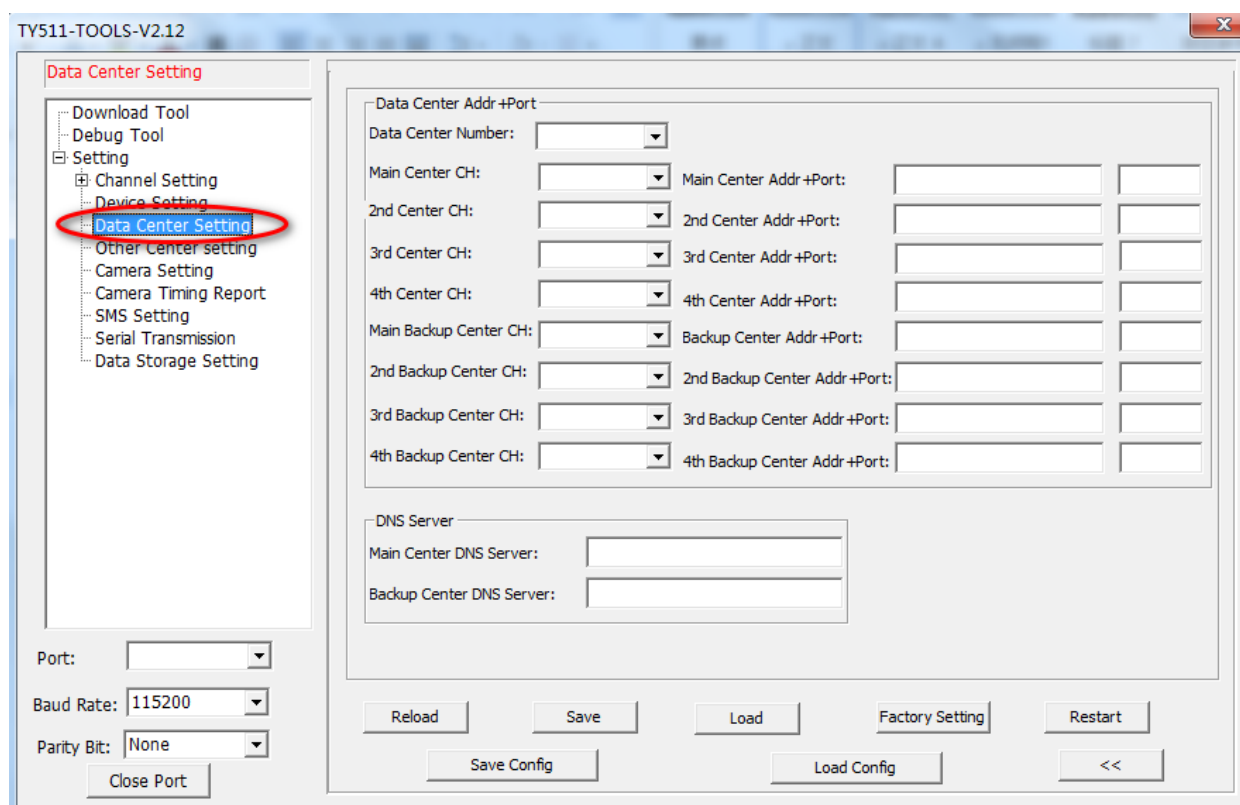 TY511-TOOLS-V2.12
Data Center Setting
Download Tool
Debug Tool
Setting
Channel Setting
Device Setting
Data Center Setting
Other Center setting
Camera Setting
Camera Timing Report
SMS Setting
Serial Transmission
Data Storage Setting
Port:
Baud Rate: 115200
Parity Bit: None
Close Port
Data Center Addr+Port
Data Center Number:
Main Center CH: Main Center Addr+Port:
2nd Center CH: 2nd Center Addr+Port:
3rd Center CH: 3rd Center Addr+Port:
4th Center CH: 4th Center Addr+Port:
Main Backup Center CH: Backup Center Addr+Port:
2nd Backup Center CH: 2nd Backup Center Addr+Port:
3rd Backup Center CH: 3rd Backup Center Addr+Port:
4th Backup Center CH: 4th Backup Center Addr+Port:
DNS Server
Main Center DNS Server:
Backup Center DNS Server:
Reload Save Load Factory Setting Restart
Save Config Load Config <<